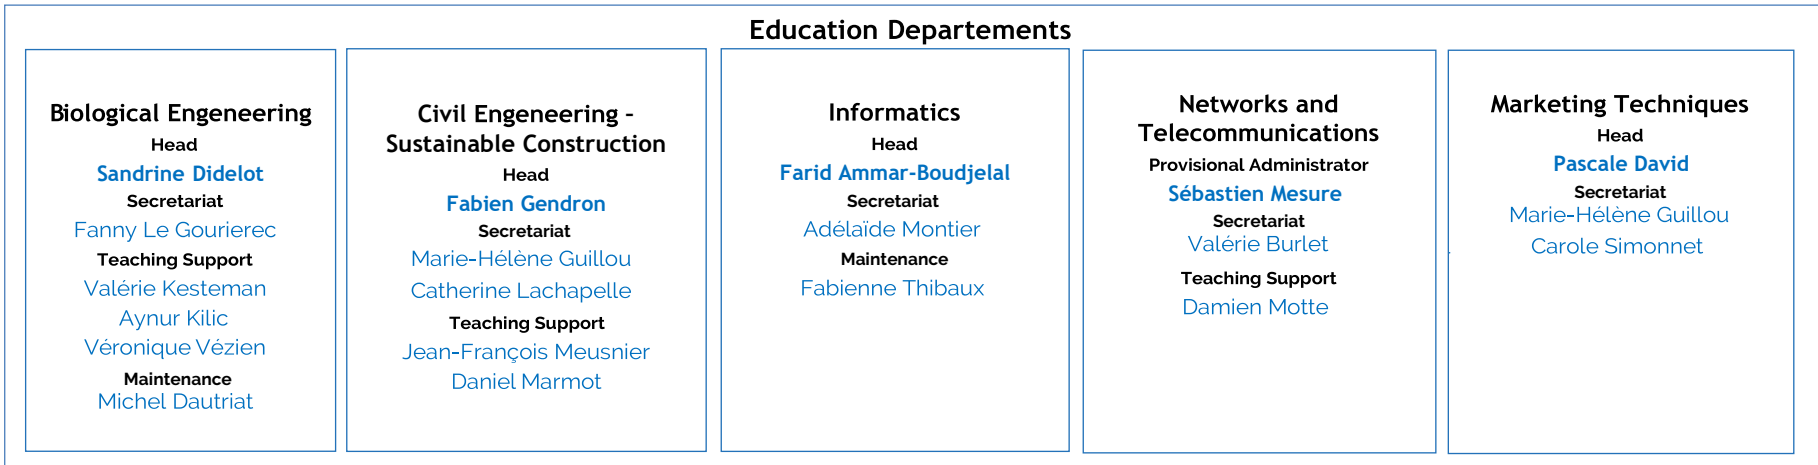 Education Departements
Biological Engeneering
Head
Sandrine Didelot
Secretariat
Fanny Le Gourierec
Teaching Support
Valérie Kesteman
Aynur Kilic
Véronique Vézien
Maintenance
Michel Dautriat
Civil Engeneering –
Sustainable Construction
Head
Fabien Gendron
Secretariat
Marie-Hélène Guillou
Catherine Lachapelle
Teaching Support
Jean-François Meusnier
Daniel Marmot
Informatics
Head
Farid Ammar-Boudjelal
Secretariat
Adélaïde Montier
Maintenance
Fabienne Thibaux
Networks and
Telecommunications
Provisional Administrator
Sébastien Mesure
Secretariat
Valérie Burlet
Teaching Support
Damien Motte
Marketing Techniques
Head
Pascale David
Secretariat
Marie-Hélène Guillou
Carole Simonnet